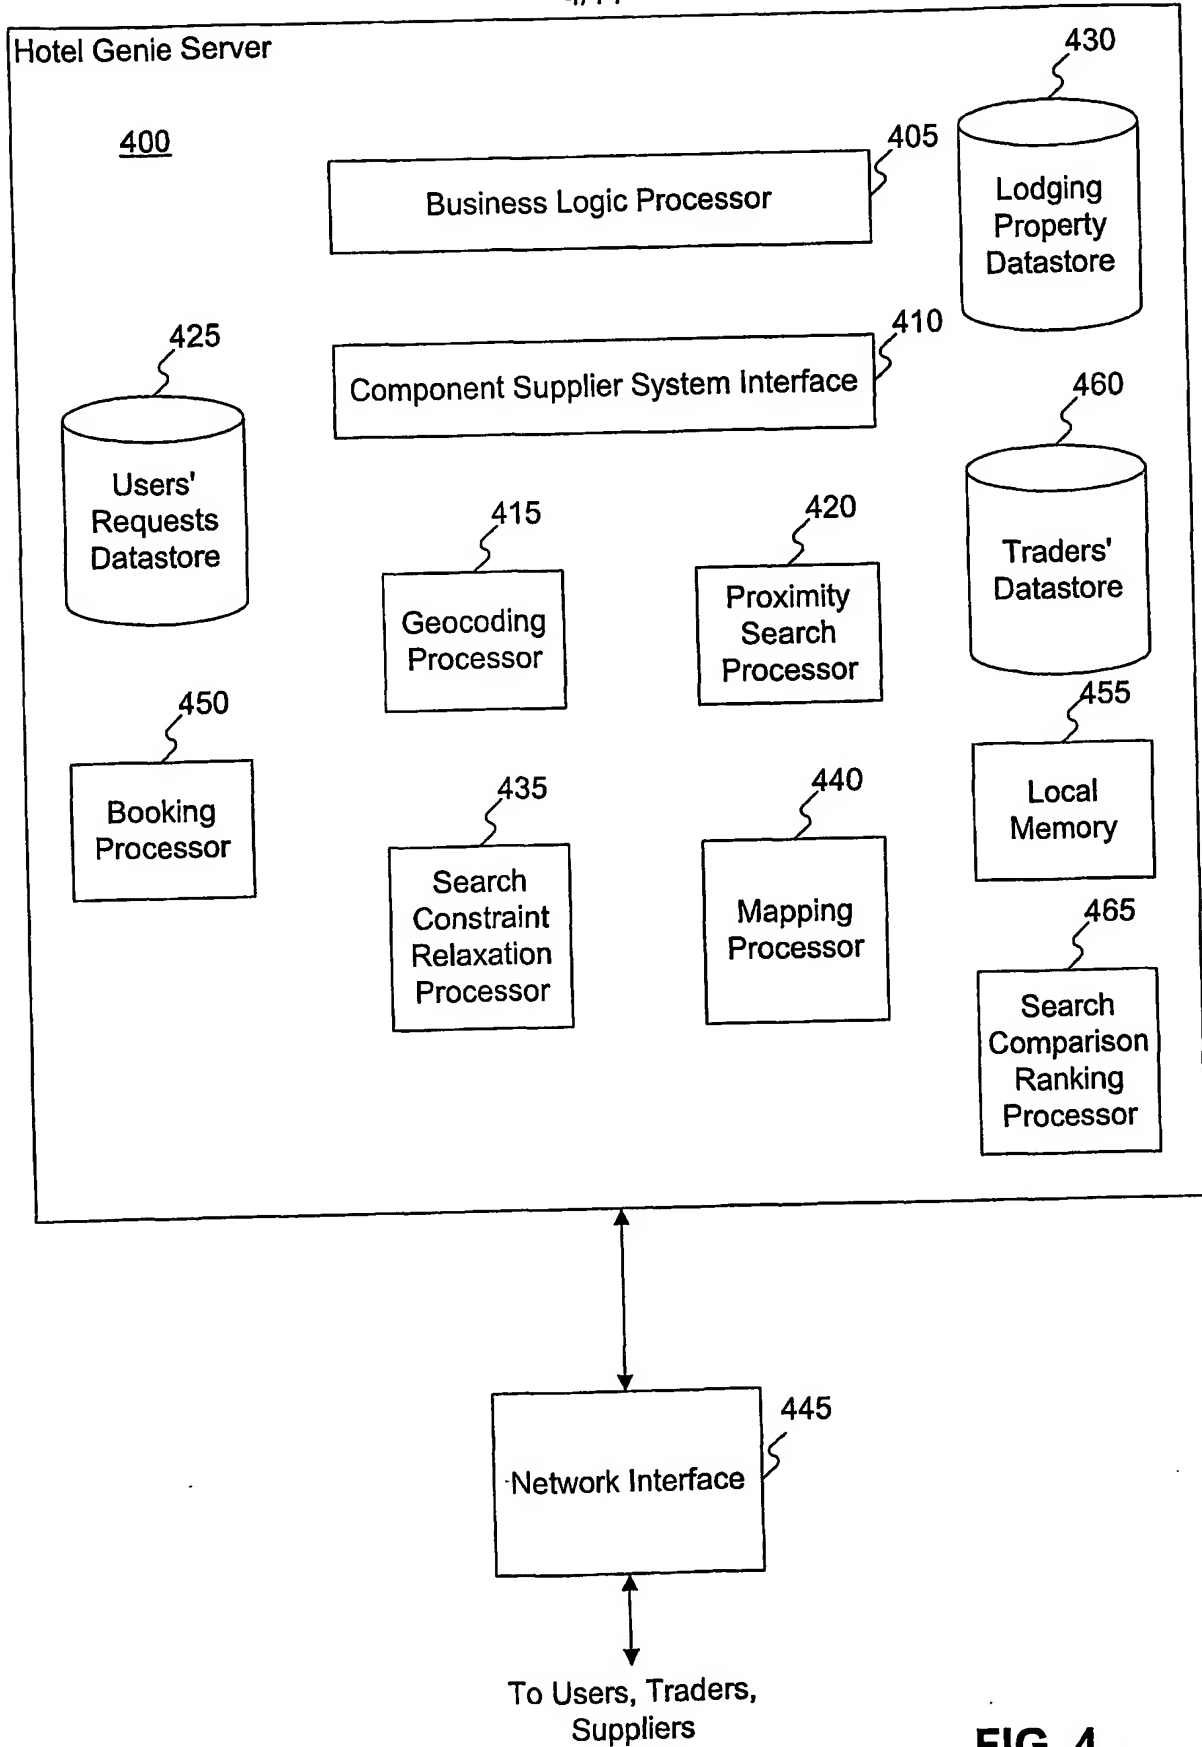 Hotel Genie Server
400
430
405
Business Logic Processor
Lodging
Property
Datastore
425
410
Component Supplier System Interface
460
Users'
Requests
Datastore
415
420
Traders'
Datastore
Geocoding
Processor
Proximity
Search
Processor
450
455
Booking
Processor
435
440
Local
Memory
Search
Constraint
Relaxation
Processor
Mapping
Processor
465
Search
Comparison
Ranking
Processor
445
Network Interface
To Users, Traders,
Suppliers
FIG. 4